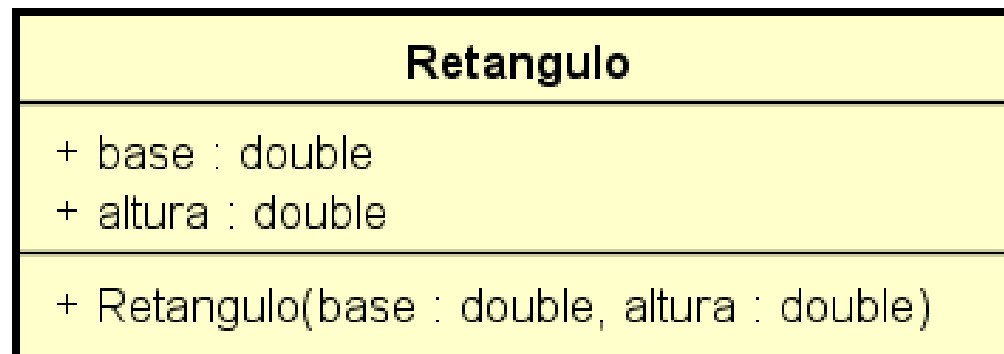 Retangulo
+ base : double
+ altura : double
+ Retangulo(base : double, altura : double)